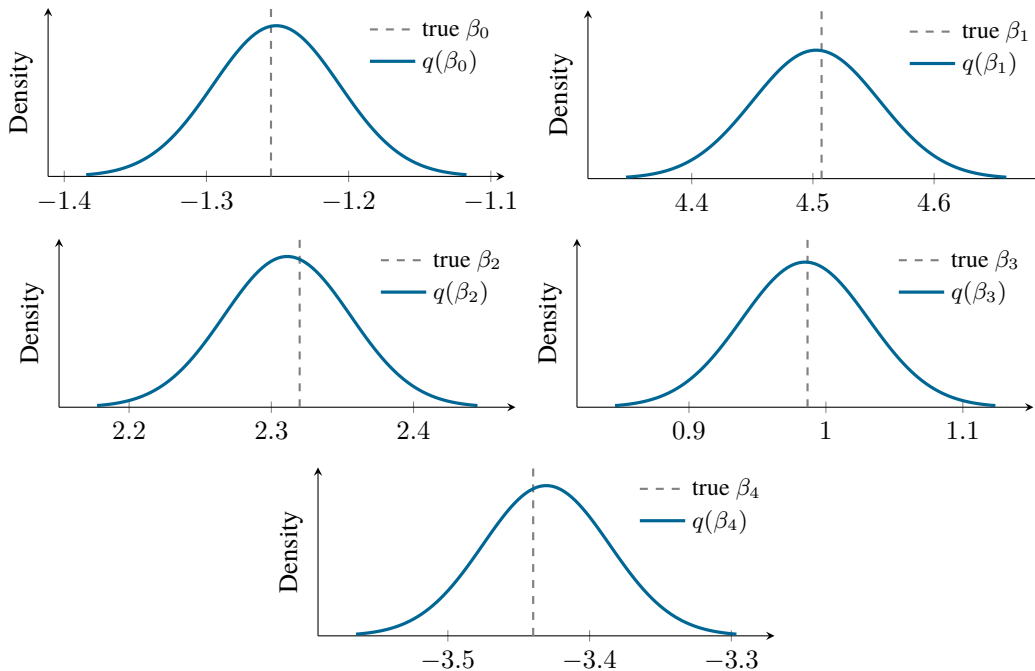 Density
true β₀
q(β₀)
−1.4 −1.3 −1.2 −1.1
Density
true β₁
q(β₁)
4.4 4.5 4.6
Density
true β₂
q(β₂)
2.2 2.3 2.4
Density
true β₃
q(β₃)
0.9 1 1.1
Density
true β₄
q(β₄)
−3.5 −3.4 −3.3